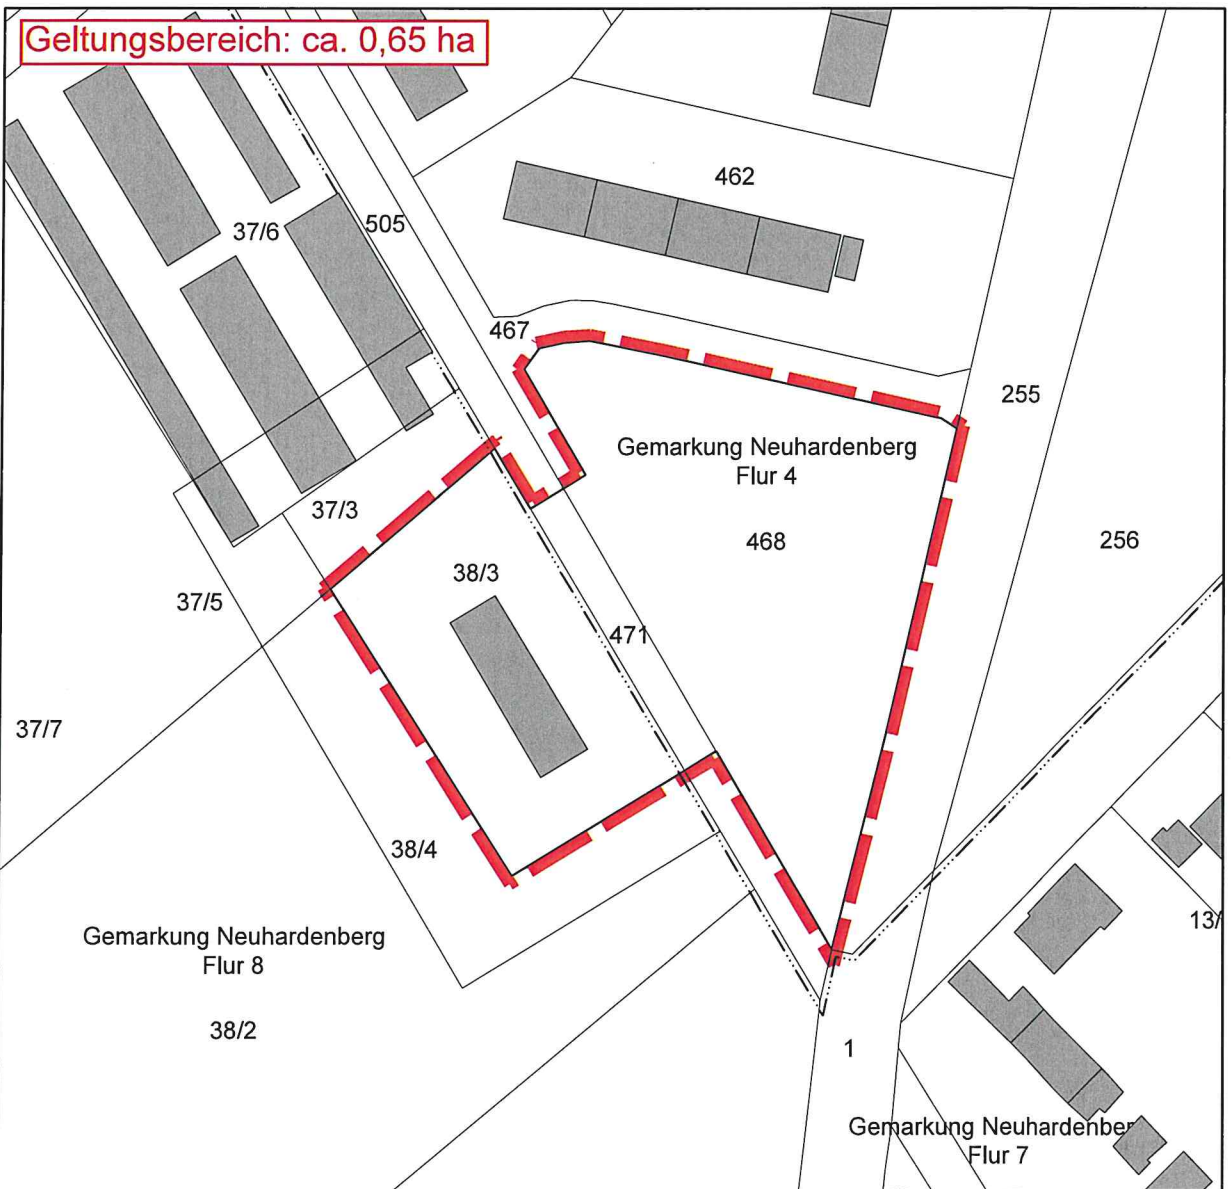 Geltungsbereich: ca. 0,65 ha
462
37/6
505
467
255
Gemarkung Neuhardenberg
Flur 4
37/3
468
256
38/3
37/5
471
37/7
38/4
13/
Gemarkung Neuhardenberg
Flur 8
38/2
1
Gemarkung Neuhardenber
Flur 7